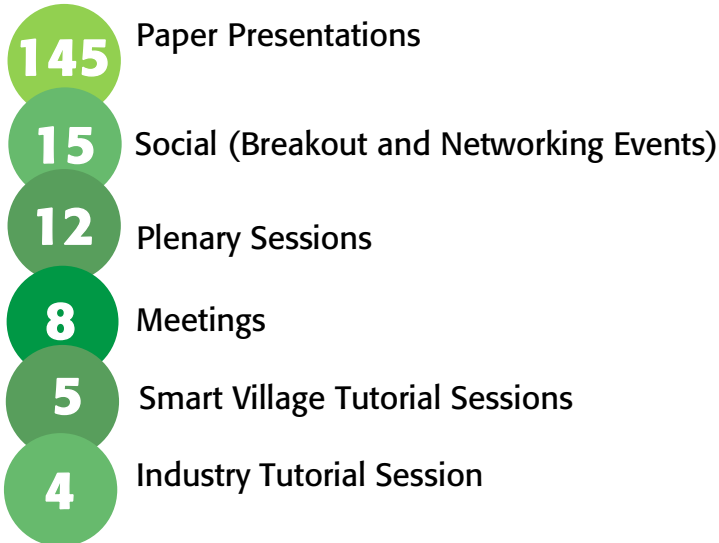 145 Paper Presentations
15 Social (Breakout and Networking Events)
12 Plenary Sessions
8 Meetings
5 Smart Village Tutorial Sessions
4 Industry Tutorial Session